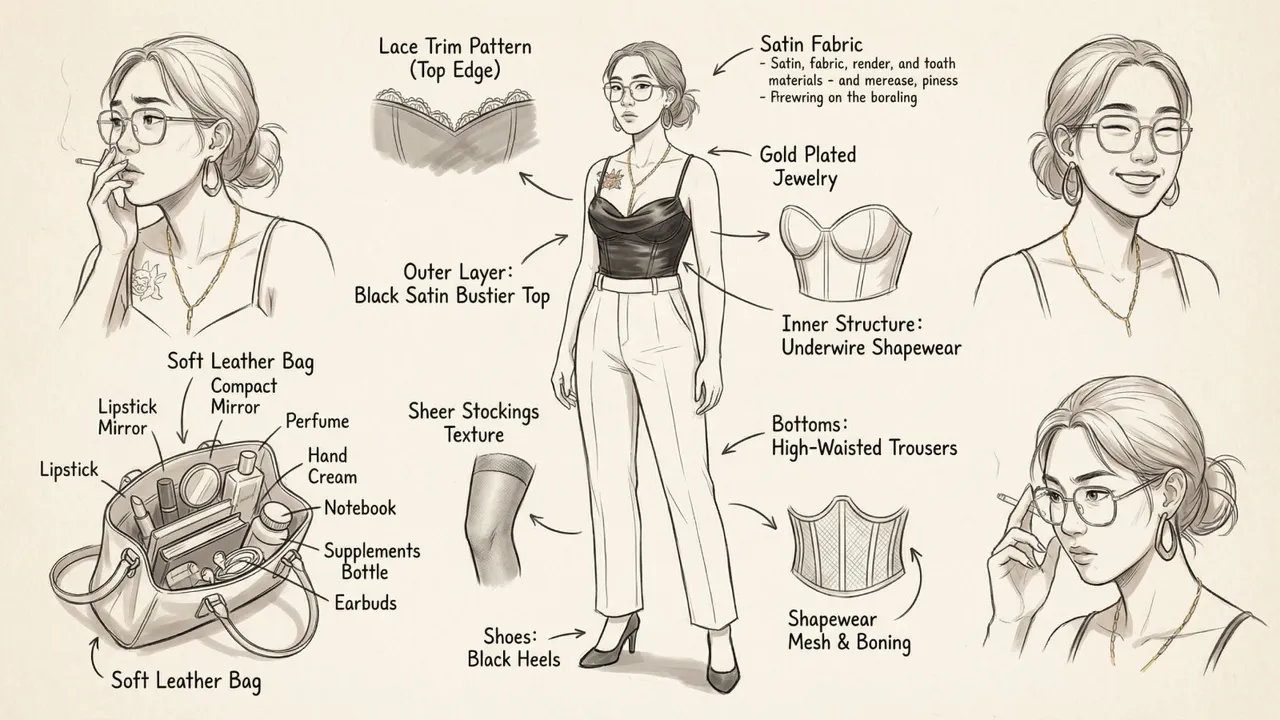 Lace Trim Pattern
(Top Edge)
Satin Fabric
- Satin, fabric, render, and toath
materials - and merease, piness
- Frewring on the boraling
Gold Plated
Jewelry
Outer Layer:
Black Satin Bustier Top
Inner Structure:
Underwire Shapewear
Soft Leather Bag
Compact
Mirror
Lipstick
Mirror
Perfume
Lipstick
Hand
Cream
Notebook
Supplements
Bottle
Earbuds
Soft Leather Bag
Sheer Stockings
Texture
Bottoms:
High-Waisted Trousers
Shapewear
Mesh & Boning
Shoes:
Black Heels